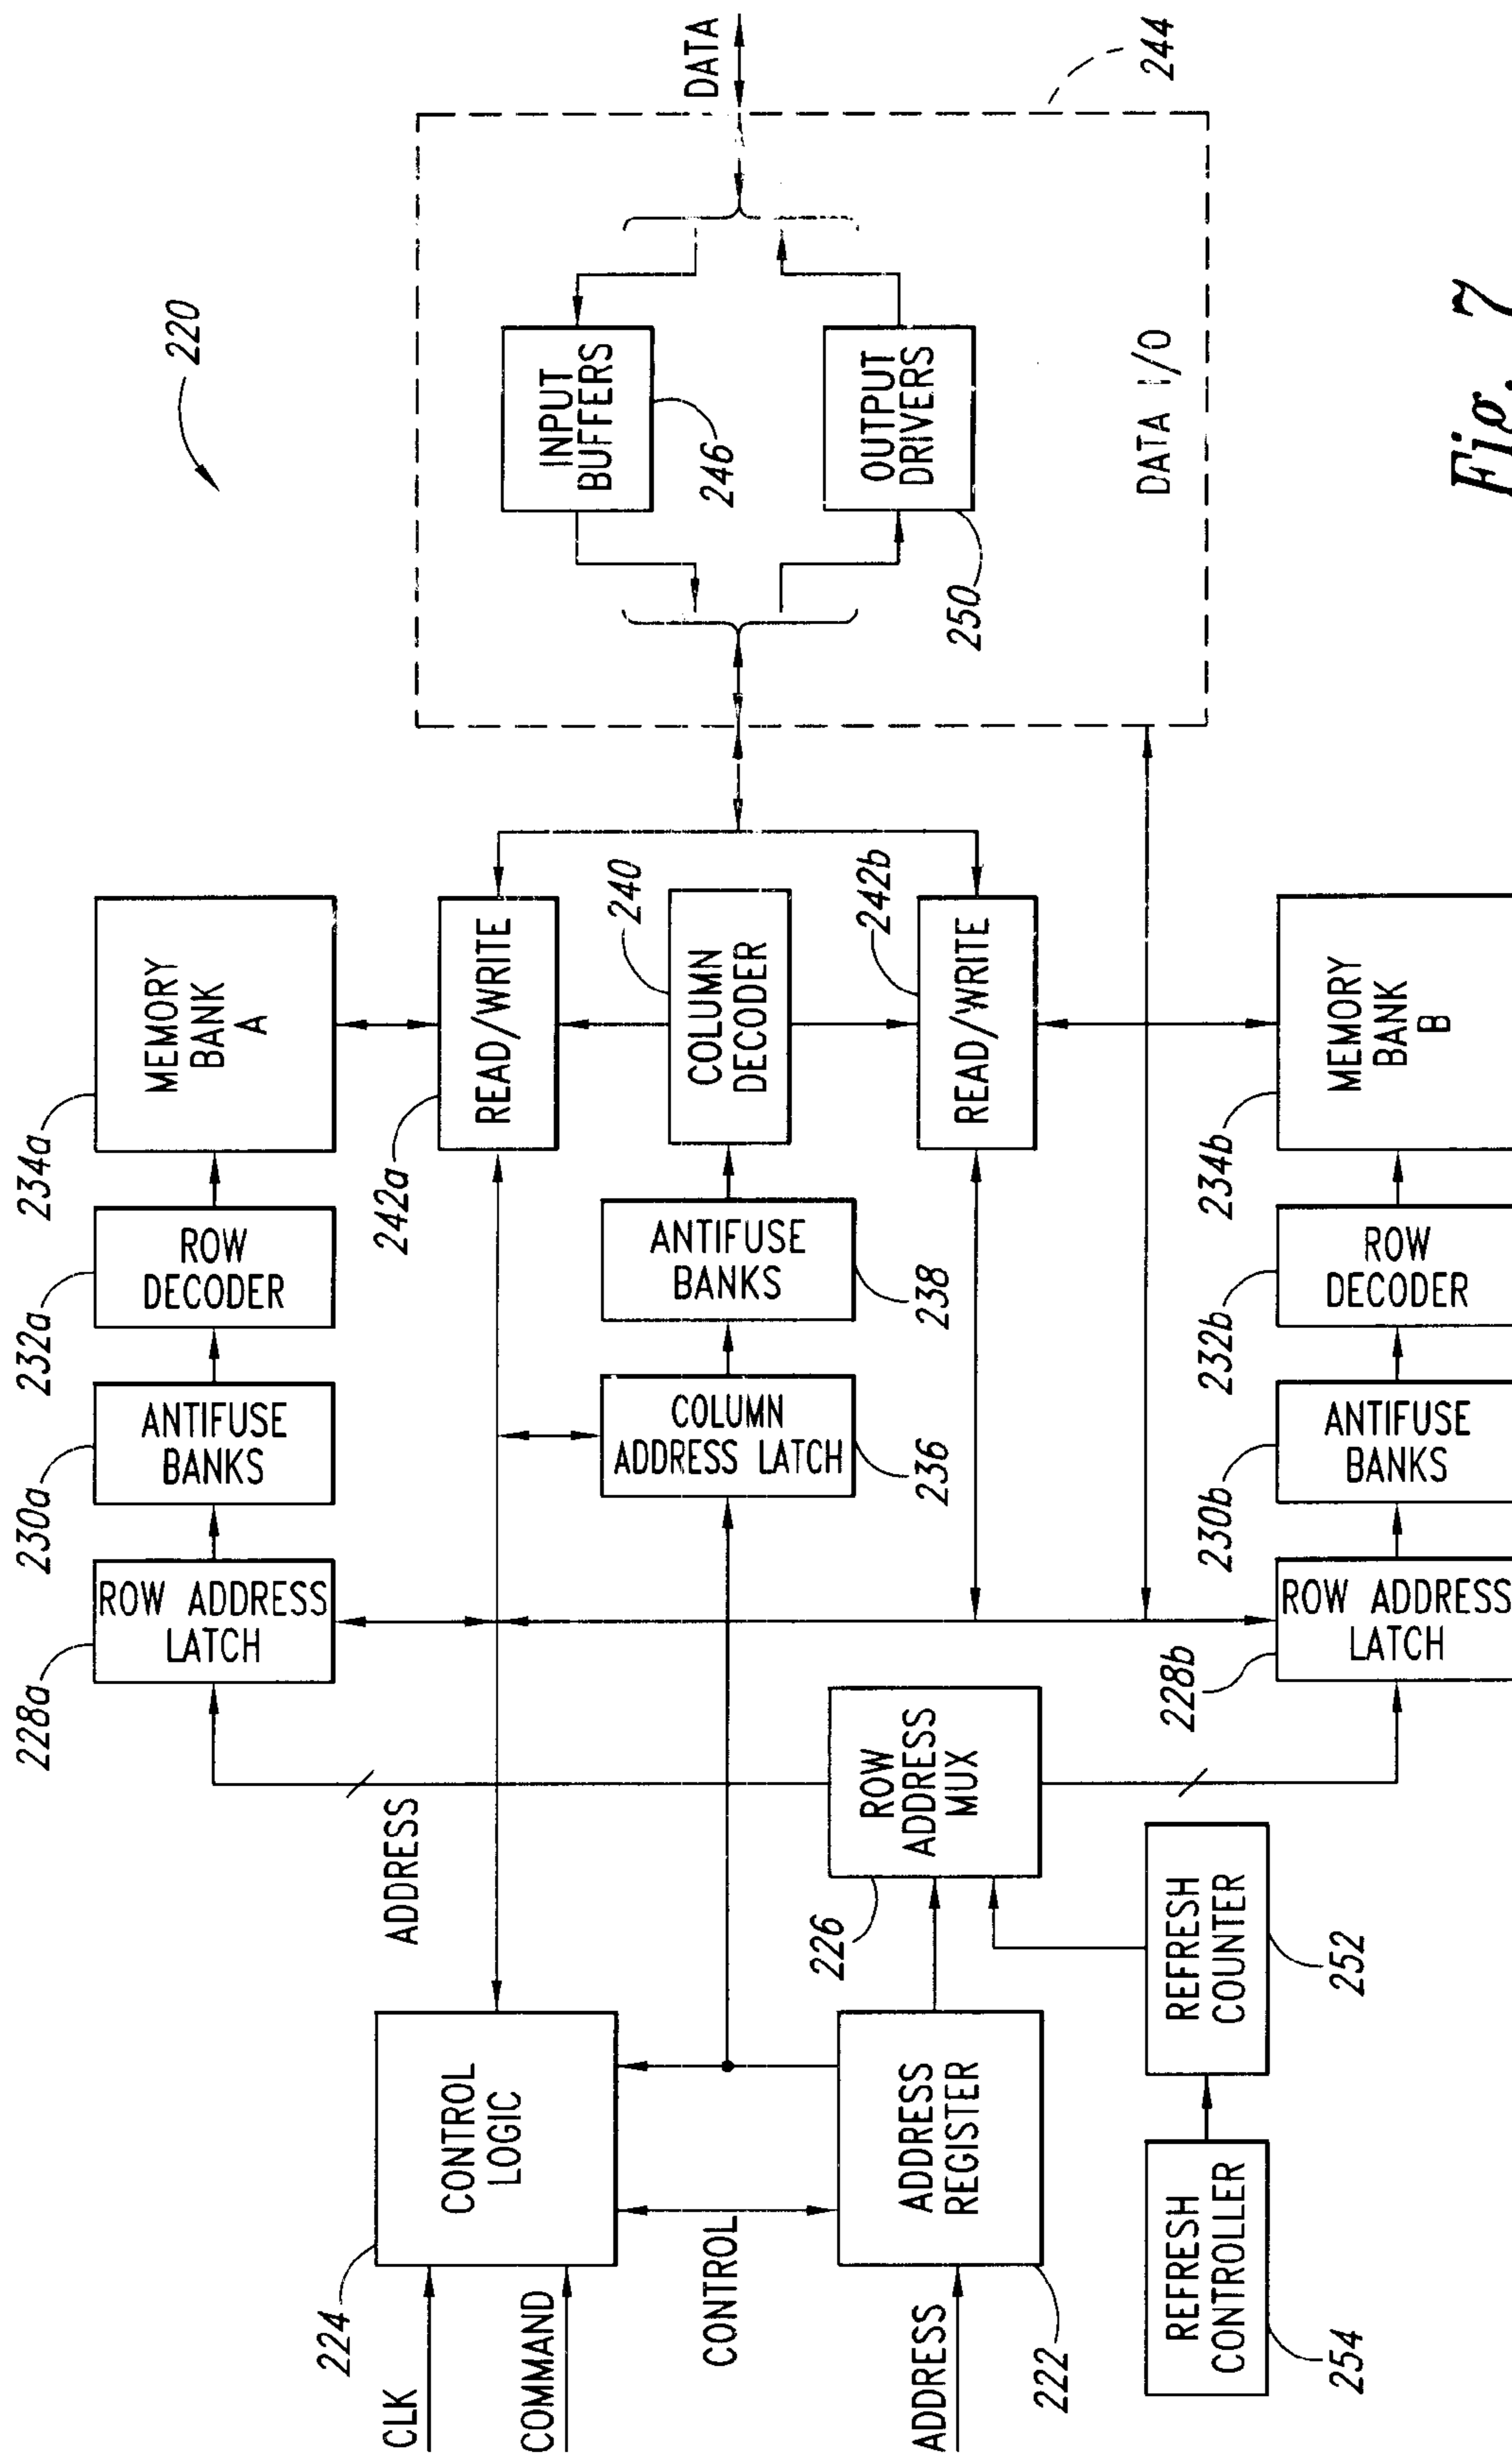 220
234a
232a
230a
228a
MEMORY
BANK
A
ROW
DECODER
ANTIFUSE
BANKS
ROW ADDRESS
LATCH
ADDRESS
224
CLK
COMMAND
CONTROL
LOGIC
CONTROL
ADDRESS
ADDRESS
REGISTER
222
REFRESH
CONTROLLER
254
REFRESH
COUNTER
252
226
ROW
ADDRESS
MUX
COLUMN
ADDRESS LATCH
236
ANTIFUSE
BANKS
238
COLUMN
DECODER
240
242a
READ/WRITE
READ/WRITE
242b
228b
ROW ADDRESS
LATCH
230b
ANTIFUSE
BANKS
232b
ROW
DECODER
234b
MEMORY
BANK
B
INPUT
BUFFERS
246
OUTPUT
DRIVERS
250
DATA I/O
DATA
244
Fig. 7